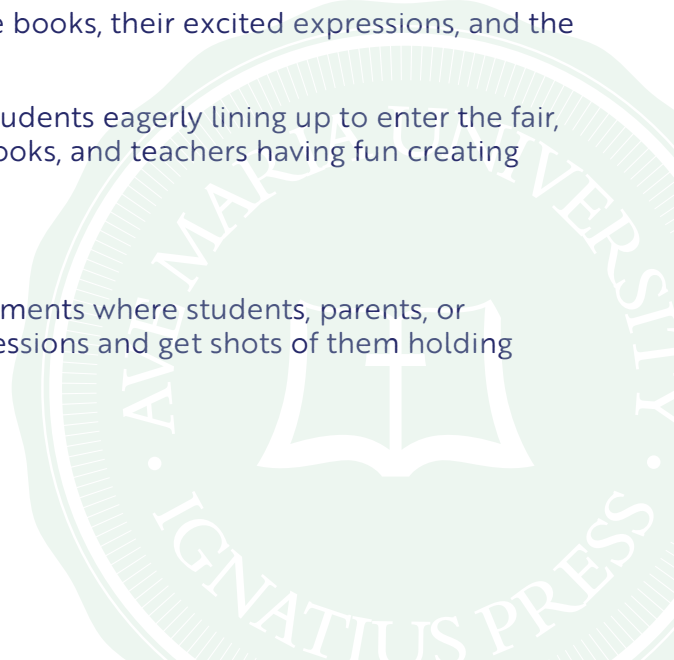 e books, their excited expressions, and the
udents eagerly lining up to enter the fair,
ooks, and teachers having fun creating
ments where students, parents, or
essions and get shots of them holding
AVE MARIA UNIVERSITY
IGNATIUS PRESS